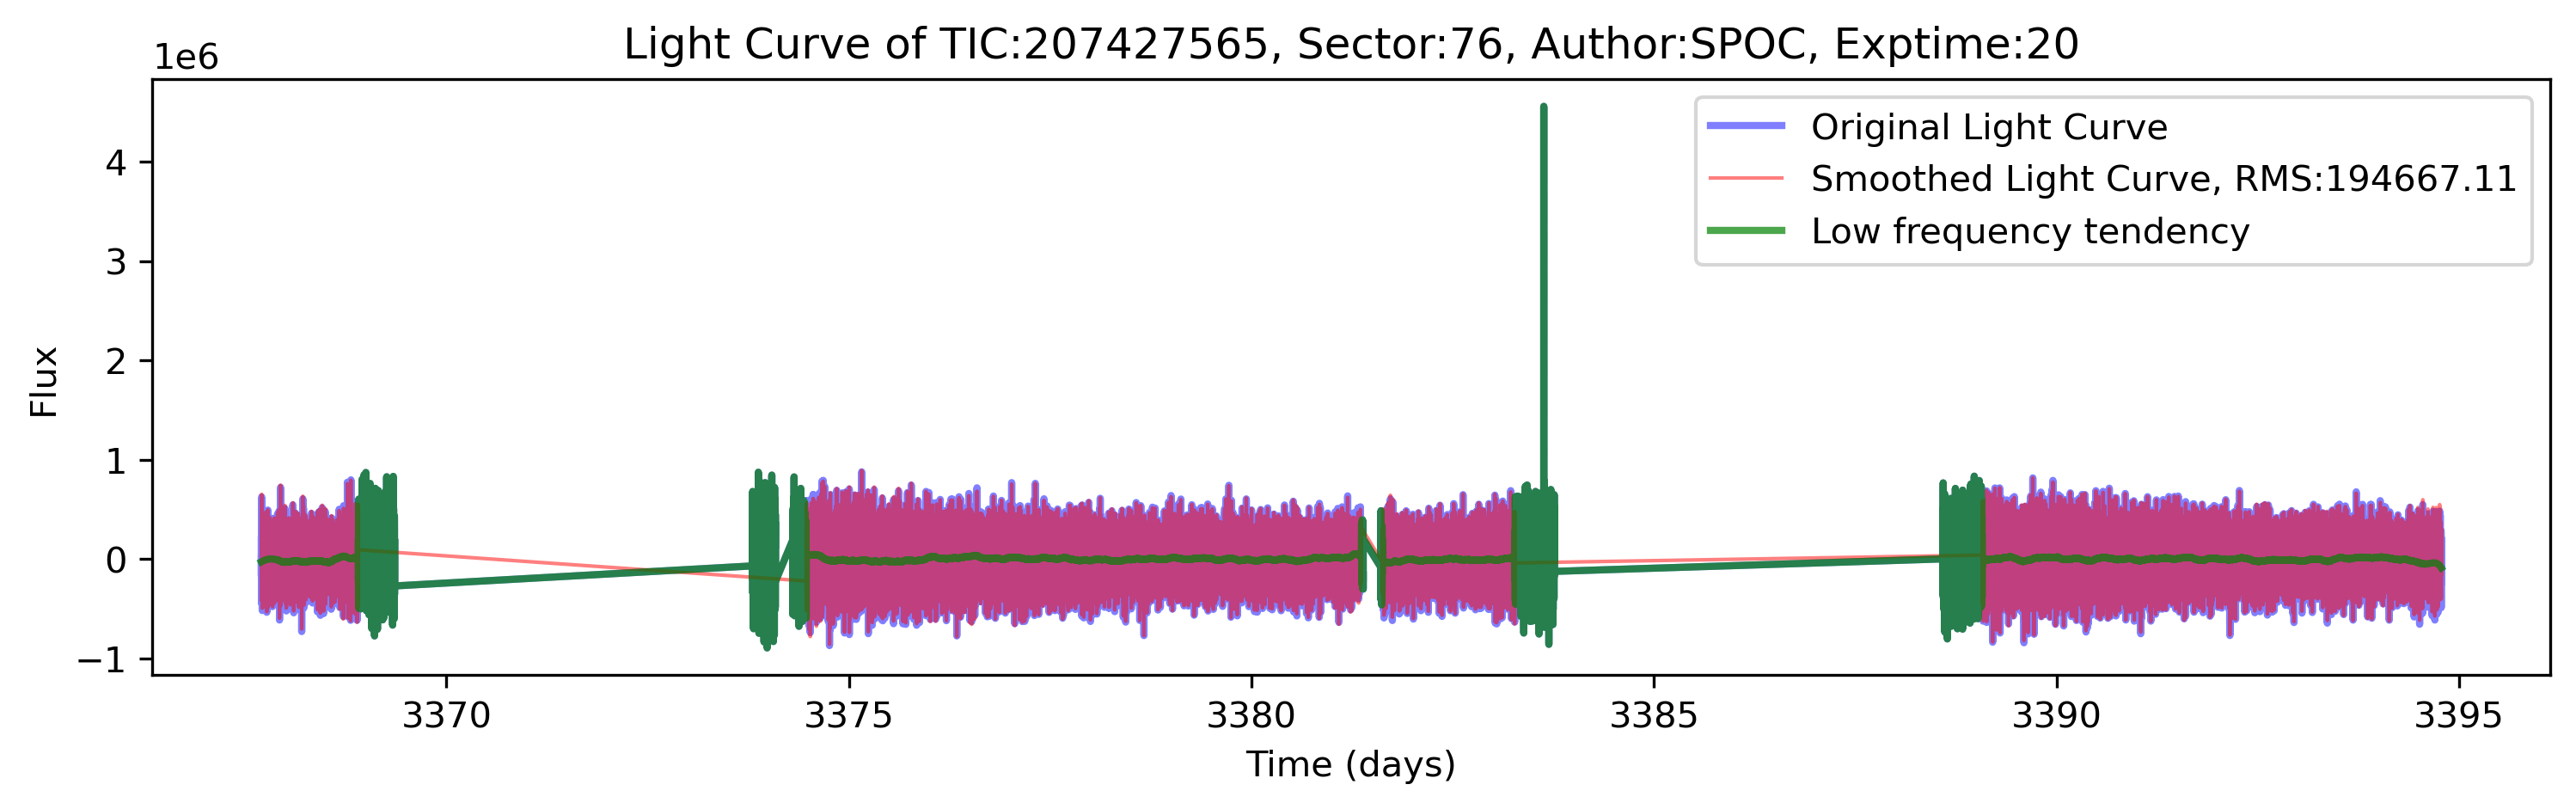 Light Curve of TIC:207427565, Sector:76, Author:SPOC, Exptime:20
1e6
Original Light Curve
Smoothed Light Curve, RMS:194667.11
Low frequency tendency
4
3
2
1
0
−1
Flux
3370 3375 3380 3385 3390 3395
Time (days)